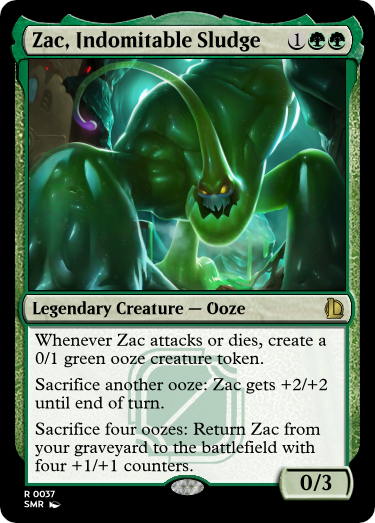 Zac, Indomitable Sludge 1
Legendary Creature — Ooze
Whenever Zac attacks or dies, create a
0/1 green ooze creature token.
Sacrifice another ooze: Zac gets +2/+2
until end of turn.
Sacrifice four oozes: Return Zac from
your graveyard to the battlefield with
four +1/+1 counters.
0/3
R 0037
SMR